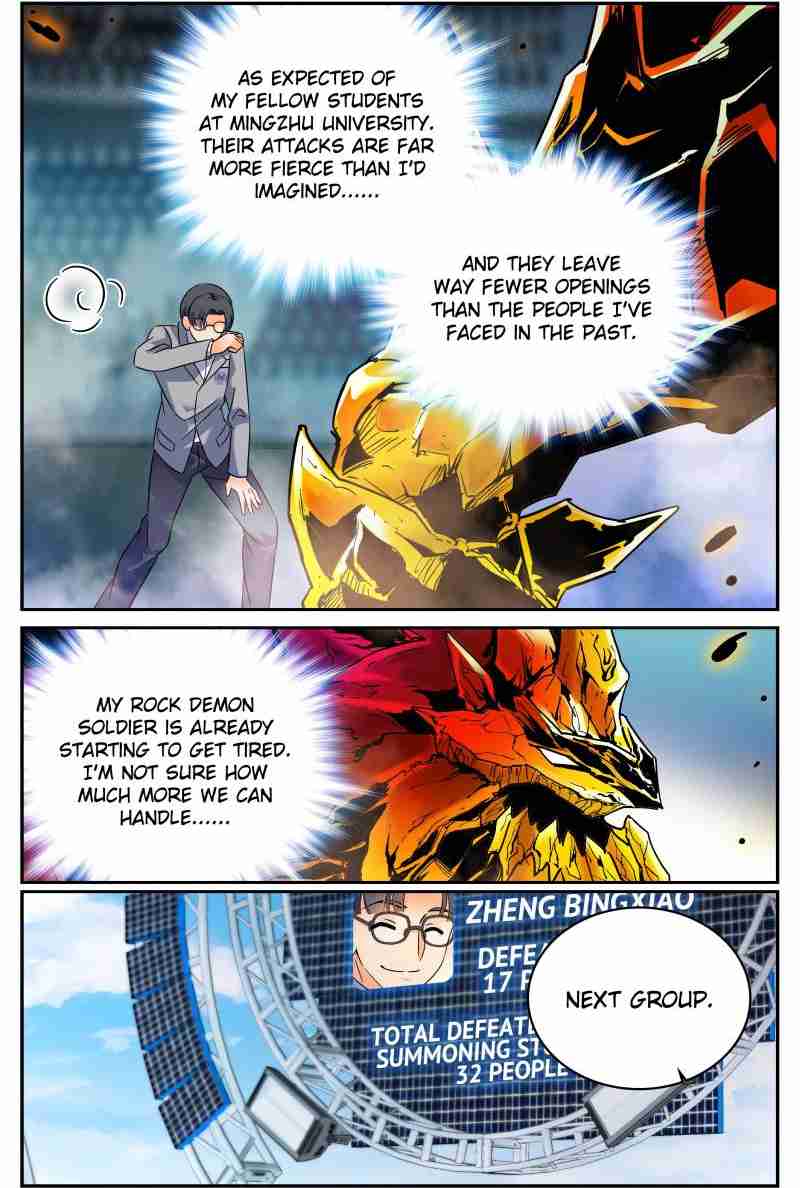 AS EXPECTED OF
MY FELLOW STUDENTS
AT MINGZHU UNIVERSITY.
THEIR ATTACKS ARE FAR
MORE FIERCE THAN I'D
IMAGINED......
AND THEY LEAVE
WAY FEWER OPENINGS
THAN THE PEOPLE I'VE
FACED IN THE PAST.
MY ROCK DEMON
SOLDIER IS ALREADY
STARTING TO GET TIRED.
I'M NOT SURE HOW
MUCH MORE WE CAN
HANDLE......
ZHENG BINGXIAO
17
TOTAL
SUMMONING
32 PEOPLE
NEXT GROUP.